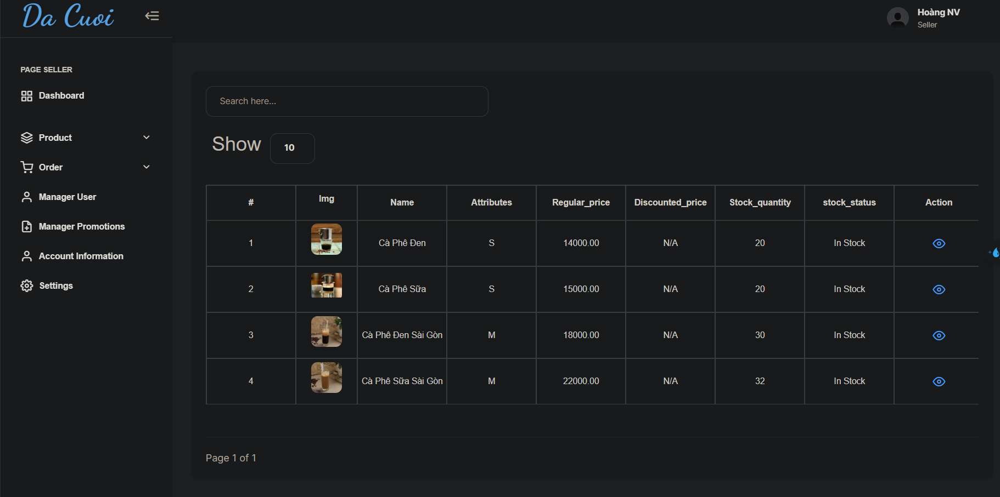 Da Cuoi
Hoàng NV
Seller
PAGE SELLER
Dashboard
Product
Order
Manager User
Manager Promotions
Account Information
Settings
Search here...
Show 10
# Img Name Attributes Regular_price Discounted_price Stock_quantity stock_status Action
1 Cà Phê Đen S 14000.00 N/A 20 In Stock
2 Cà Phê Sữa S 15000.00 N/A 20 In Stock
3 Cà Phê Đen Sài Gòn M 18000.00 N/A 30 In Stock
4 Cà Phê Sữa Sài Gòn M 22000.00 N/A 32 In Stock
Page 1 of 1